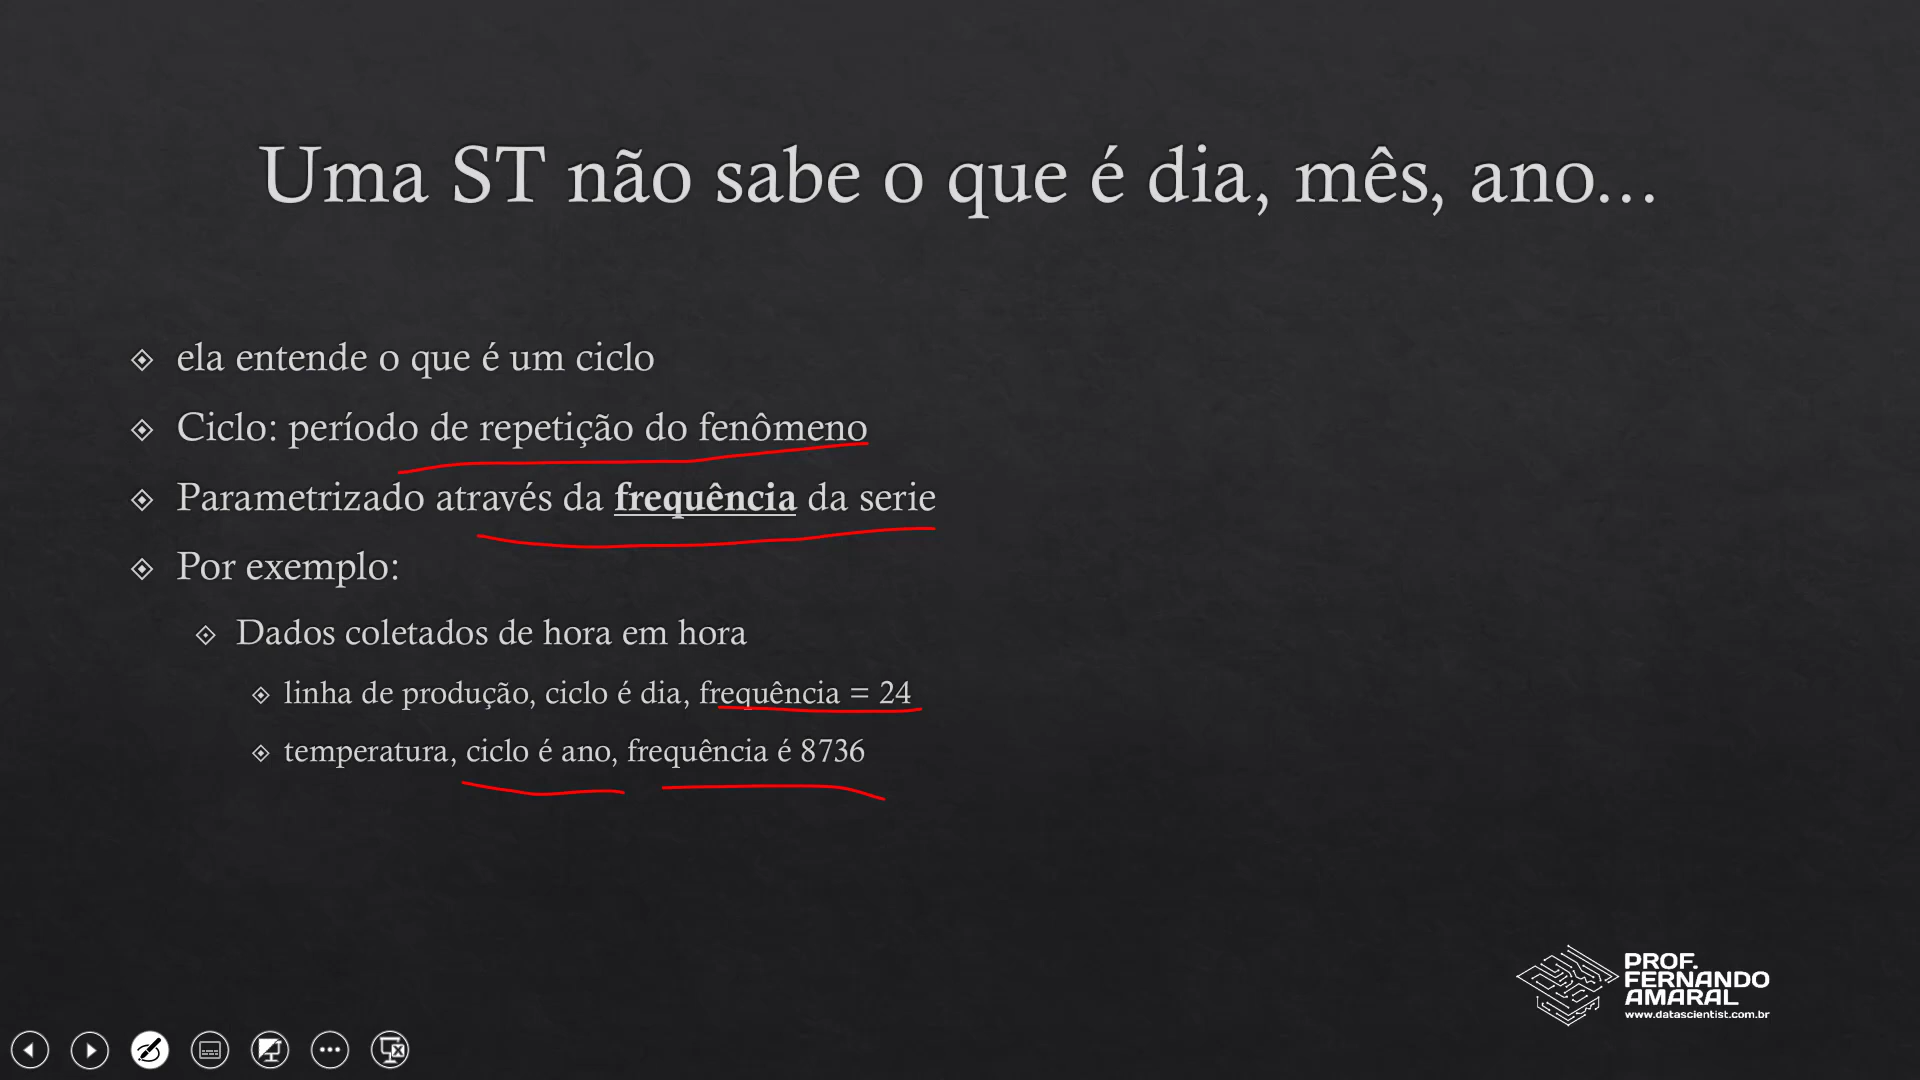 Uma ST não sabe o que é dia, mês, ano…
ela entende o que é um ciclo
Ciclo: período de repetição do fenômeno
Parametrizado através da frequência da serie
Por exemplo:
Dados coletados de hora em hora
linha de produção, ciclo é dia, frequência = 24
temperatura, ciclo é ano, frequência é 8736
PROF.
FERNANDO
AMARAL
www.datascientist.com.br